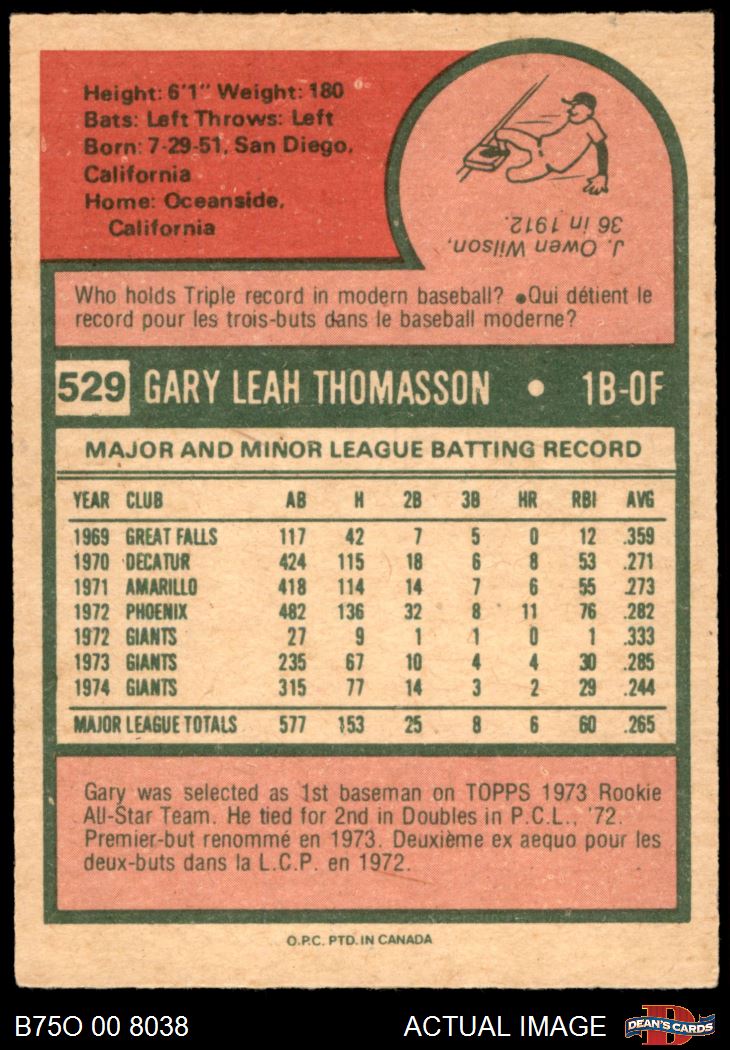 Height: 6'1" Weight: 180
Bats: Left Throws: Left
Born: 7-29-51, San Diego,
California
Home: Oceanside,
California
J. Owen Wilson,
36 in 1912.
Who holds Triple record in modern baseball? ●Qui détient le
record pour les trois-buts dans le baseball moderne?
529 GARY LEAH THOMASSON • 1B-OF
MAJOR AND MINOR LEAGUE BATTING RECORD
YEAR CLUB AB H 2B 3B HR RBI AVG
1969 GREAT FALLS 117 42 7 5 0 12 .359
1970 DECATUR 424 115 18 6 8 53 .271
1971 AMARILLO 418 114 14 7 6 55 .273
1972 PHOENIX 482 136 32 8 11 76 .282
1972 GIANTS 27 9 1 1 0 1 .333
1973 GIANTS 235 67 10 4 4 30 .285
1974 GIANTS 315 77 14 3 2 29 .244
MAJOR LEAGUE TOTALS 577 153 25 8 6 60 .265
Gary was selected as 1st baseman on TOPPS 1973 Rookie
All-Star Team. He tied for 2nd in Doubles in P.C.L., '72.
Premier-but renommé en 1973. Deuxième ex aequo pour les
deux-buts dans la L.C.P. en 1972.
O.P.C. PTD. IN CANADA
B75O 00 8038 ACTUAL IMAGE D DEAN'S CARDS